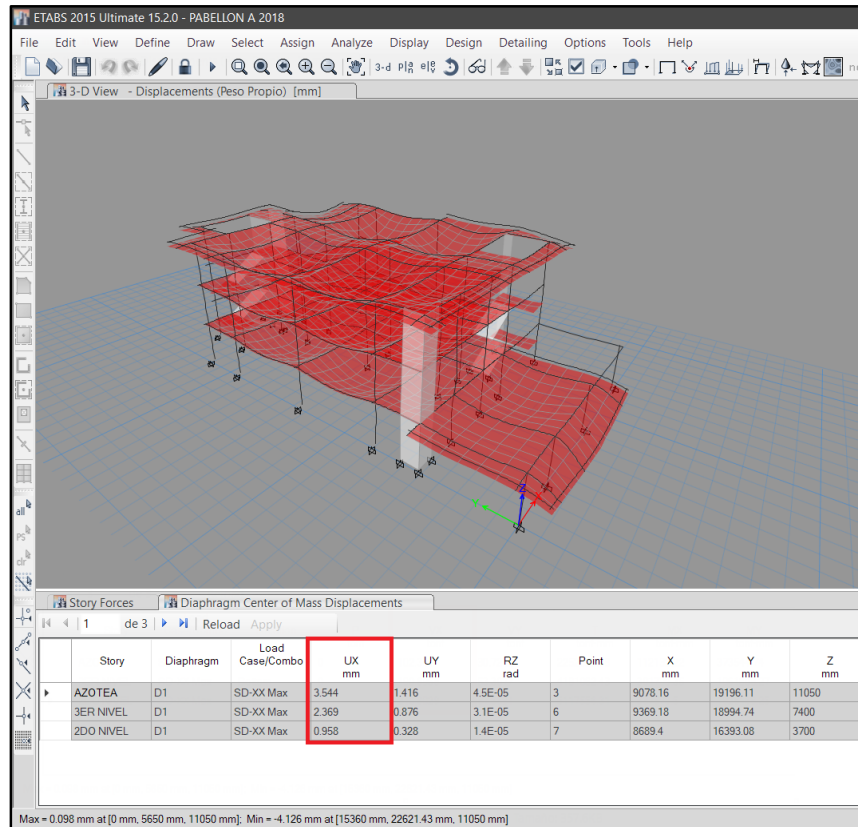 ETABS 2015 Ultimate 15.2.0 - PABELLON A 2018
File Edit View Define Draw Select Assign Analyze Display Design Detailing Options Tools Help
3-d
3-D View - Displacements (Peso Propio) [mm]
all
PS
clr
Z
Story Forces Diaphragm Center of Mass Displacements
1 de 3 Reload Apply
Story Diaphragm Load Case/Combo UX mm UY mm RZ rad Point X mm Y mm Z mm
AZOTEA D1 SD-XX Max 3.544 1.416 4.5E-05 3 9078.16 19196.11 11050
3ER NIVEL D1 SD-XX Max 2.369 0.876 3.1E-05 6 9369.18 18994.74 7400
2DO NIVEL D1 SD-XX Max 0.958 0.328 1.4E-05 7 8689.4 16393.08 3700
Max = 0.098 mm at [0 mm, 5650 mm, 11050 mm]; Min = -4.126 mm at [15360 mm, 22621.43 mm, 11050 mm]